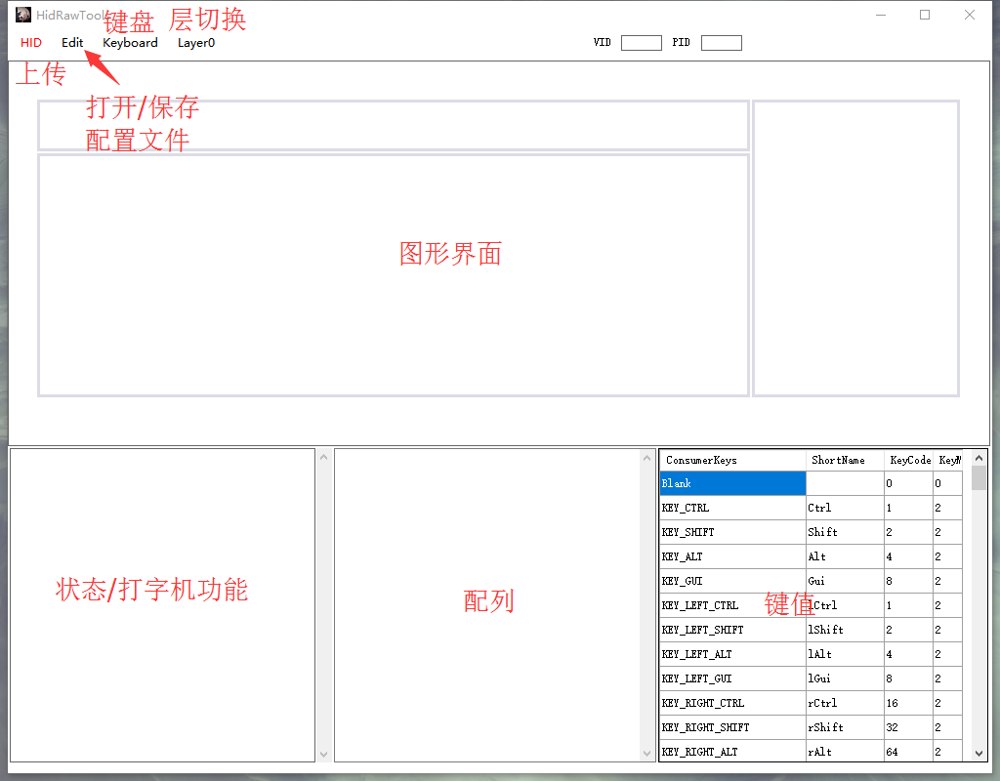 HidRawTool
键盘 层切换
HID Edit Keyboard Layer0 VID PID
上传
打开/保存
配置文件
图形界面
状态/打字机功能
配列
键值
ConsumerKeys ShortName KeyCode KeyM
Blank 0 0
KEY_CTRL Ctrl 1 2
KEY_SHIFT Shift 2 2
KEY_ALT Alt 4 2
KEY_GUI Gui 8 2
KEY_LEFT_CTRL lCtrl 1 2
KEY_LEFT_SHIFT lShift 2 2
KEY_LEFT_ALT lAlt 4 2
KEY_LEFT_GUI lGui 8 2
KEY_RIGHT_CTRL rCtrl 16 2
KEY_RIGHT_SHIFT rShift 32 2
KEY_RIGHT_ALT rAlt 64 2